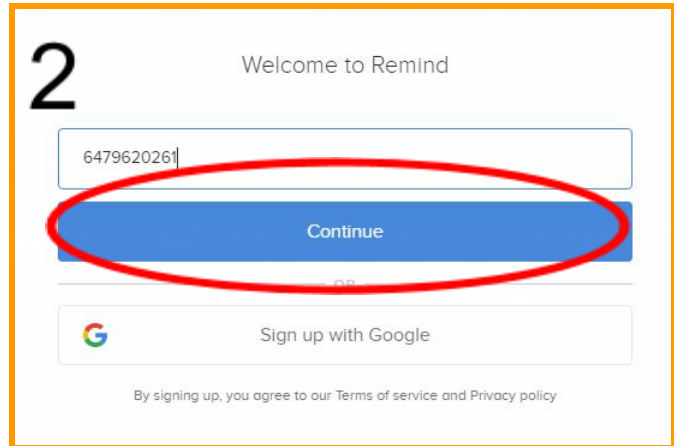 2
Welcome to Remind
6479620261
Continue
OR
Sign up with Google
By signing up, you agree to our Terms of service and Privacy policy